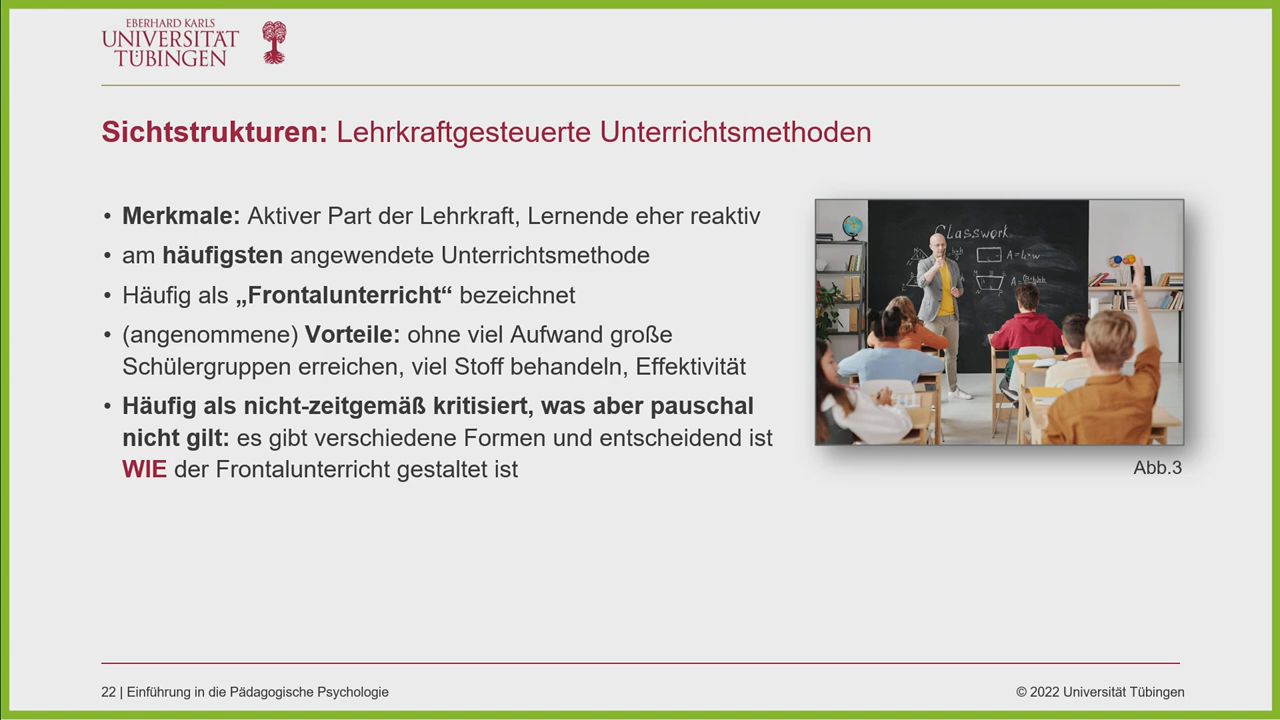 EBERHARD KARLS
UNIVERSITÄT
TÜBINGEN
Sichtstrukturen: Lehrkraftgesteuerte Unterrichtsmethoden
• Merkmale: Aktiver Part der Lehrkraft, Lernende eher reaktiv
• am häufigsten angewendete Unterrichtsmethode
• Häufig als „Frontalunterricht“ bezeichnet
• (angenommene) Vorteile: ohne viel Aufwand große
Schülergruppen erreichen, viel Stoff behandeln, Effektivität
• Häufig als nicht-zeitgemäß kritisiert, was aber pauschal
nicht gilt: es gibt verschiedene Formen und entscheidend ist
WIE der Frontalunterricht gestaltet ist
Classwork
Abb.3
22 | Einführung in die Pädagogische Psychologie
© 2022 Universität Tübingen